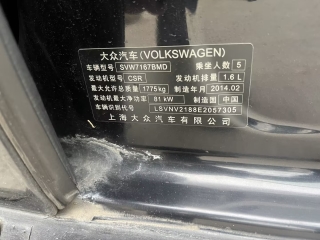 大众汽车(VOLKSWAGEN)
车辆型号 SVW7167BMD 乘坐人数 5
发动机型号 CSR 发动机排量 1.6 L
最大允许总质量 1775kg 制造年月 2014.02
发动机最大净功率 81 kW 制造国 中国
车辆识别代号 LSVNV2188E2057305
上海大众汽车有限公司